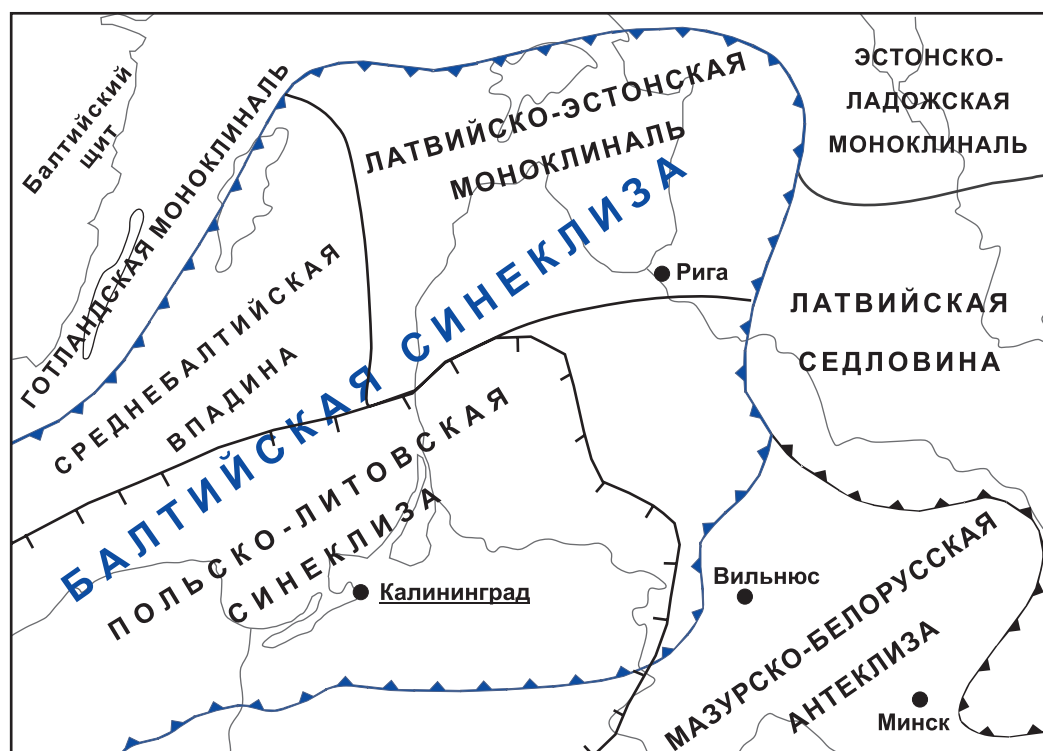 Балтийский
щит
ГОТЛАНДСКАЯ МОНОКЛИНАЛЬ
ЛАТВИЙСКО-ЭСТОНСКАЯ
МОНОКЛИНАЛЬ
ЭСТОНСКО-
ЛАДОЖСКАЯ
МОНОКЛИНАЛЬ
СРЕДНЕБАЛТИЙСКАЯ
ВПАДИНА
БАЛТИЙСКАЯ СИНЕКЛИЗА
Рига
ЛАТВИЙСКАЯ
СЕДЛОВИНА
ПОЛЬСКО-ЛИТОВСКАЯ
СИНЕКЛИЗА
Калининград
Вильнюс
МАЗУРСКО-БЕЛОРУССКАЯ
АНТЕКЛИЗА
Минск